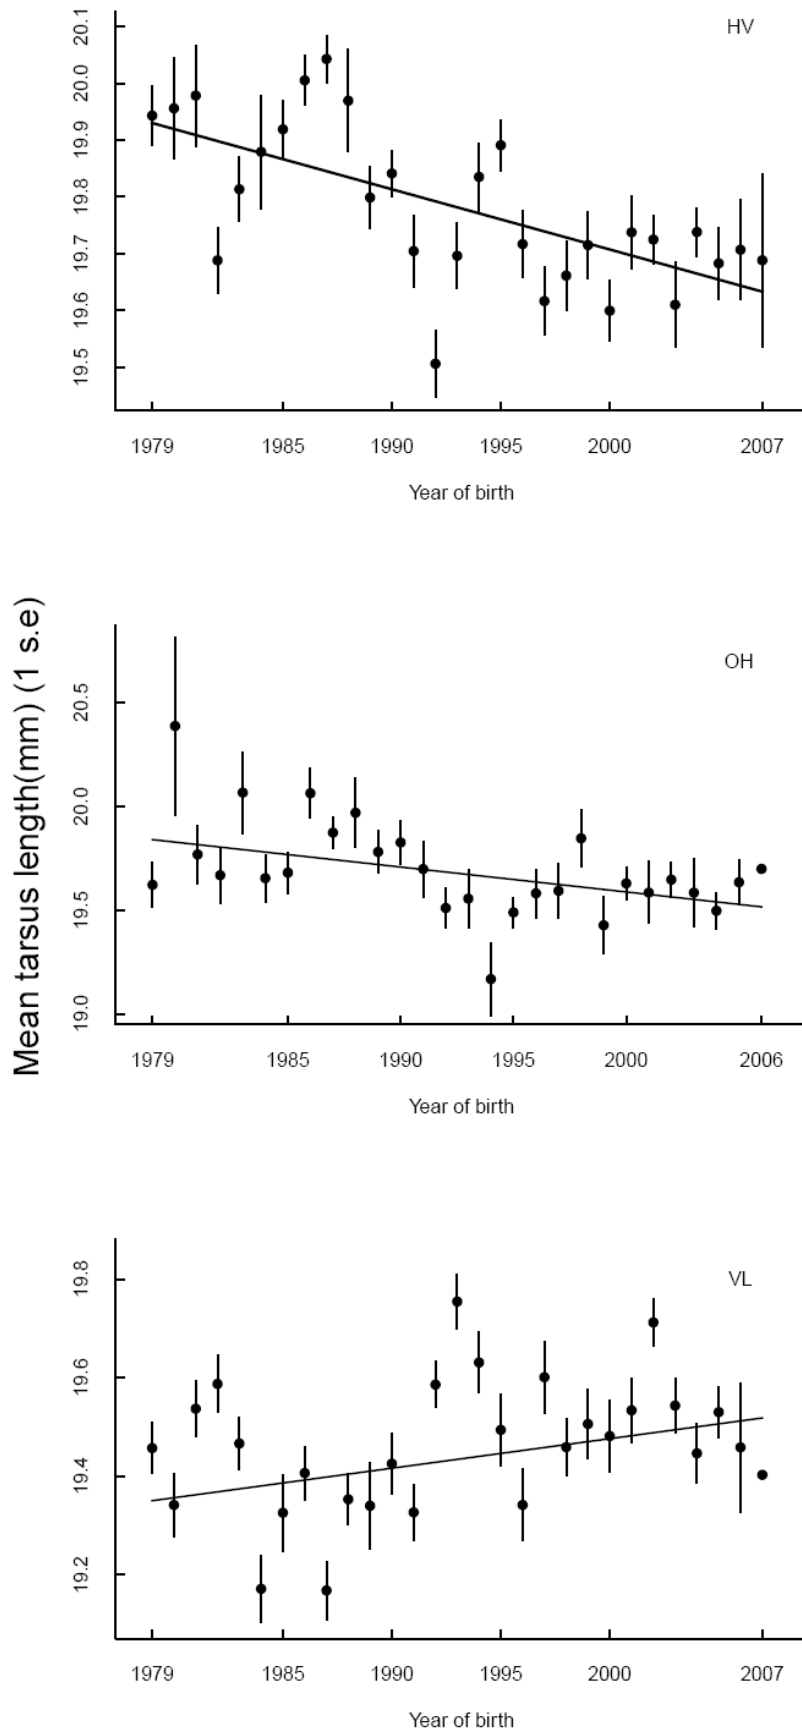 HV
20.1
20.0
19.9
19.8
19.7
19.6
19.5
1979 1985 1990 1995 2000 2007
Year of birth
Mean tarsus length(mm) (1 s.e)
OH
20.5
20.0
19.5
19.0
1979 1985 1990 1995 2000 2006
Year of birth
VL
19.8
19.6
19.4
19.2
1979 1985 1990 1995 2000 2007
Year of birth